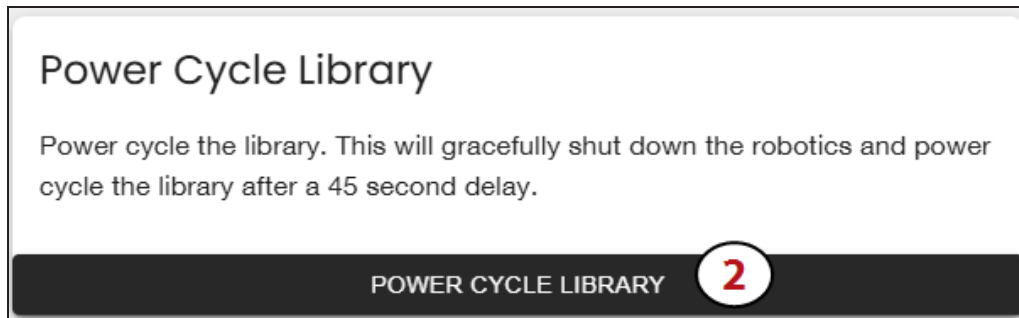 Power Cycle Library
Power cycle the library. This will gracefully shut down the robotics and power
cycle the library after a 45 second delay.
POWER CYCLE LIBRARY 2